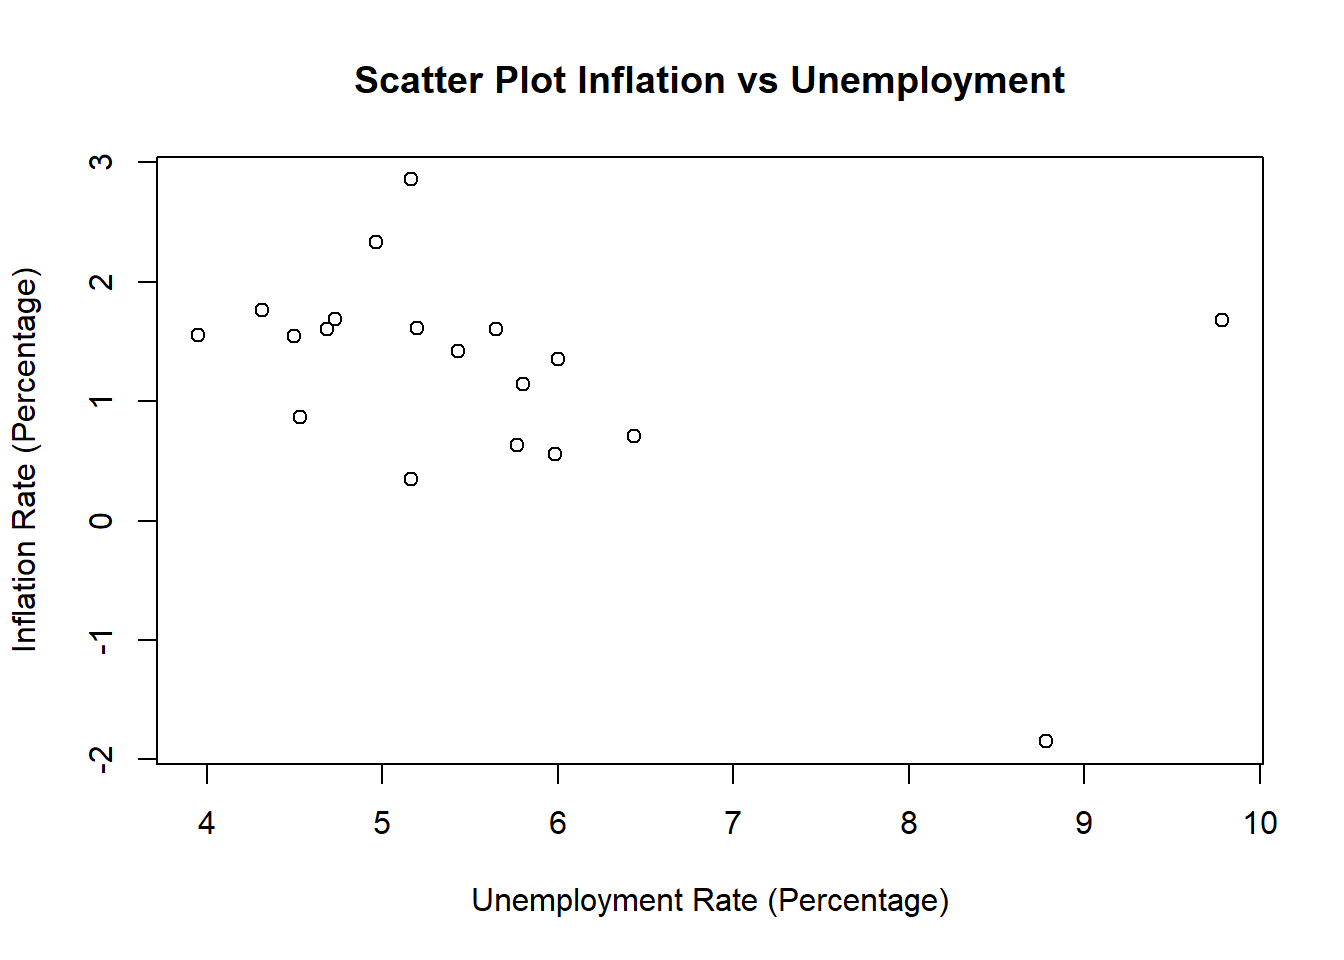 Scatter Plot Inflation vs Unemployment
Inflation Rate (Percentage)
3
2
1
0
-1
-2
4 5 6 7 8 9 10
Unemployment Rate (Percentage)